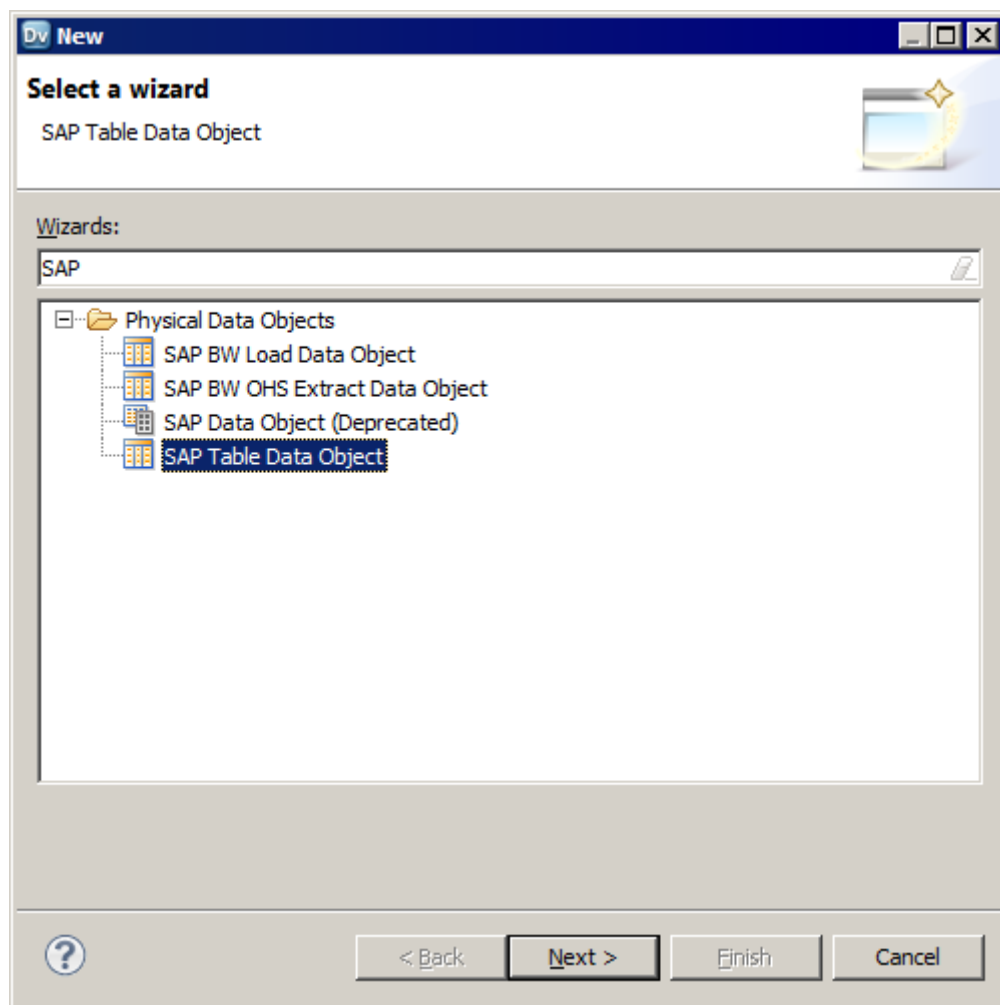 Dv New
Select a wizard
SAP Table Data Object
Wizards:
SAP
Physical Data Objects
SAP BW Load Data Object
SAP BW OHS Extract Data Object
SAP Data Object (Deprecated)
SAP Table Data Object
? < Back Next > Finish Cancel